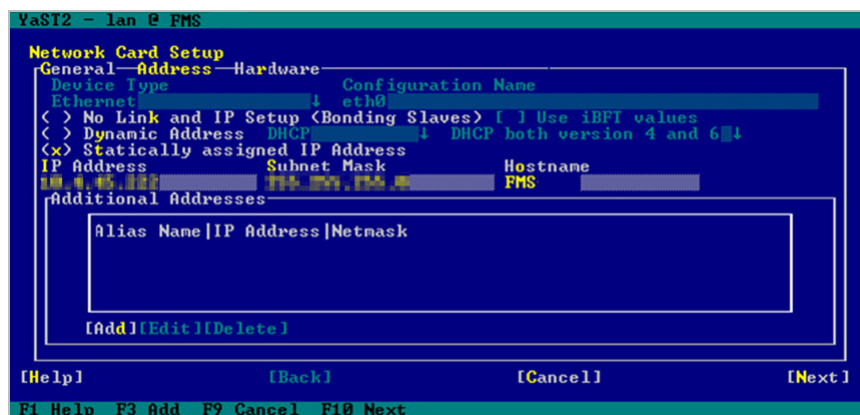 YaST2 - lan @ FMS
Network Card Setup
General Address Hardware
Device Type Configuration Name
Ethernet ↓ eth0
( ) No Link and IP Setup (Bonding Slaves) [ ] Use iBFT values
( ) Dynamic Address DHCP ↓ DHCP both version 4 and 6 ↓
(x) Statically assigned IP Address
IP Address Subnet Mask Hostname
FMS
Additional Addresses
Alias Name|IP Address|Netmask
[Add][Edit][Delete]
[Help] [Back] [Cancel] [Next]
F1 Help F3 Add F9 Cancel F10 Next